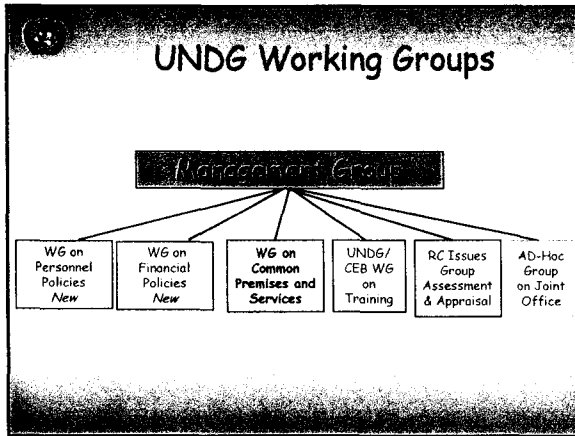 UNDG Working Groups
Management Group
WG on
Personnel
Policies
New
WG on
Financial
Policies
New
WG on
Common
Premises and
Services
UNDG/
CEB WG
on
Training
RC Issues
Group
Assessment
& Appraisal
AD-Hoc
Group
on Joint
Office